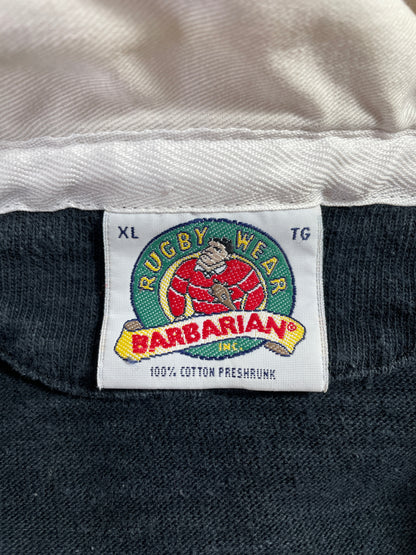 XL TG
RUGBY WEAR
BARBARIAN®
INC.
100% COTTON PRESHRUNK